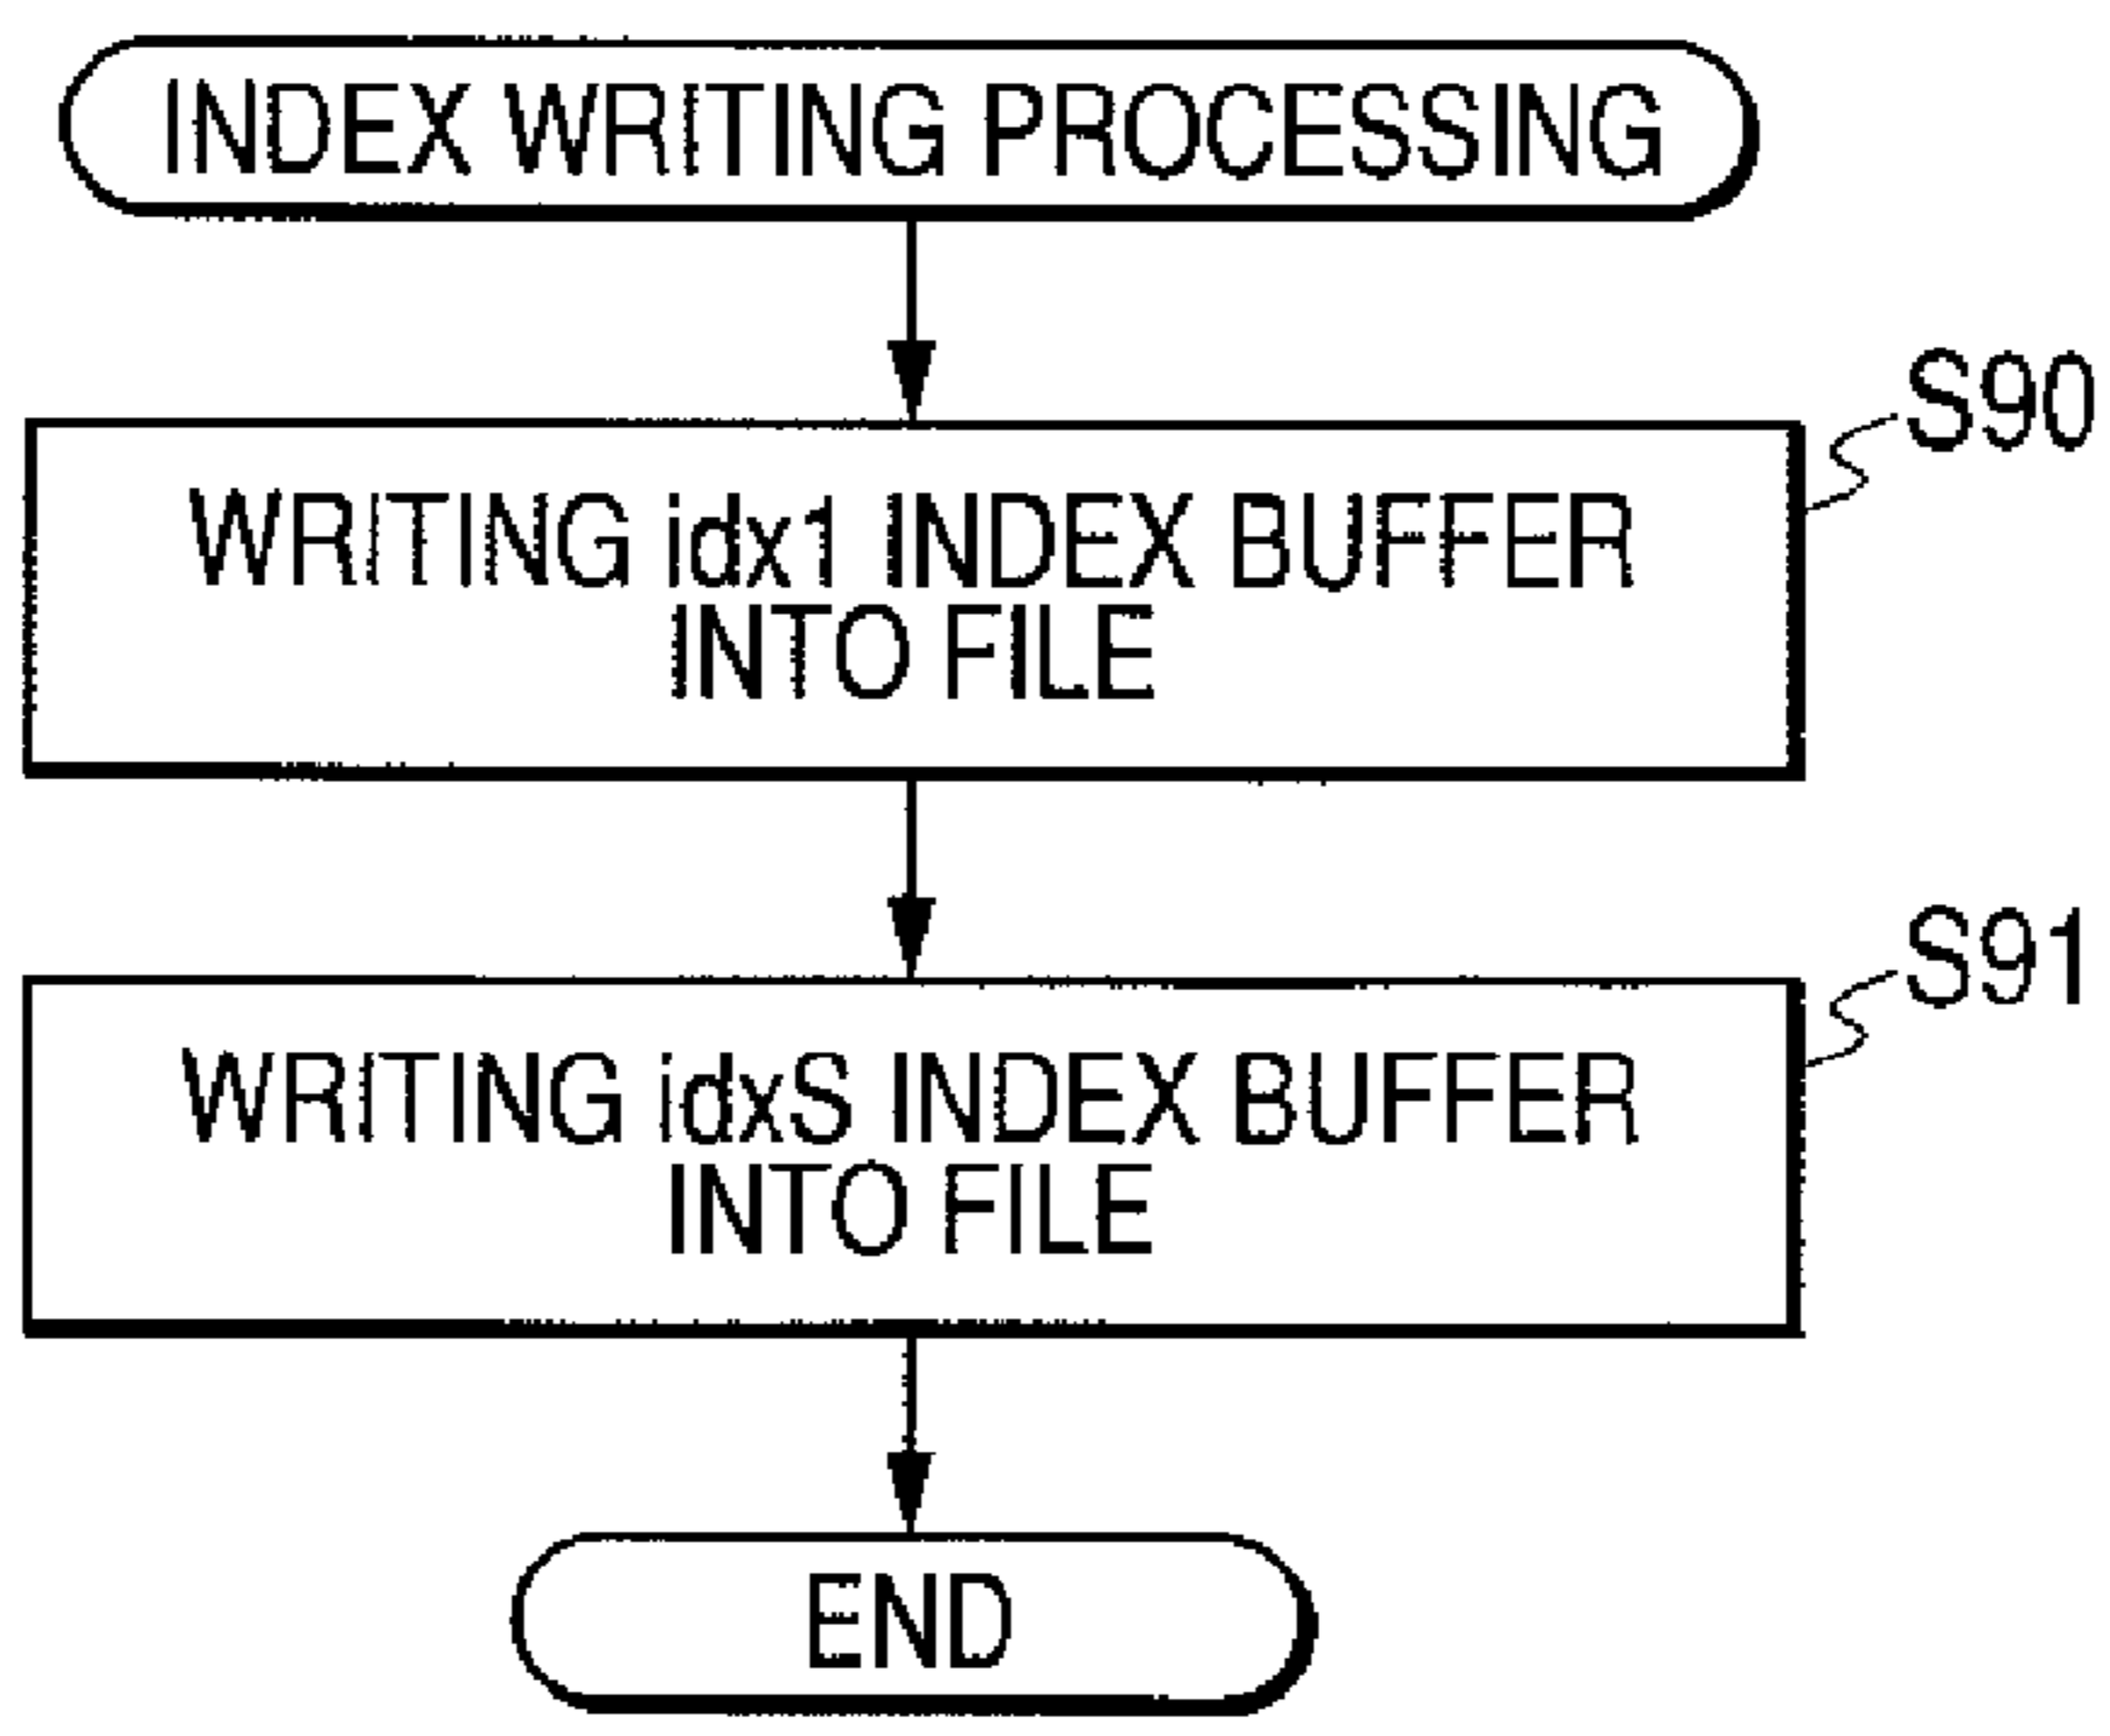 INDEX WRITING PROCESSING
S90
WRITING idx1 INDEX BUFFER
INTO FILE
S91
WRITING idxS INDEX BUFFER
INTO FILE
END